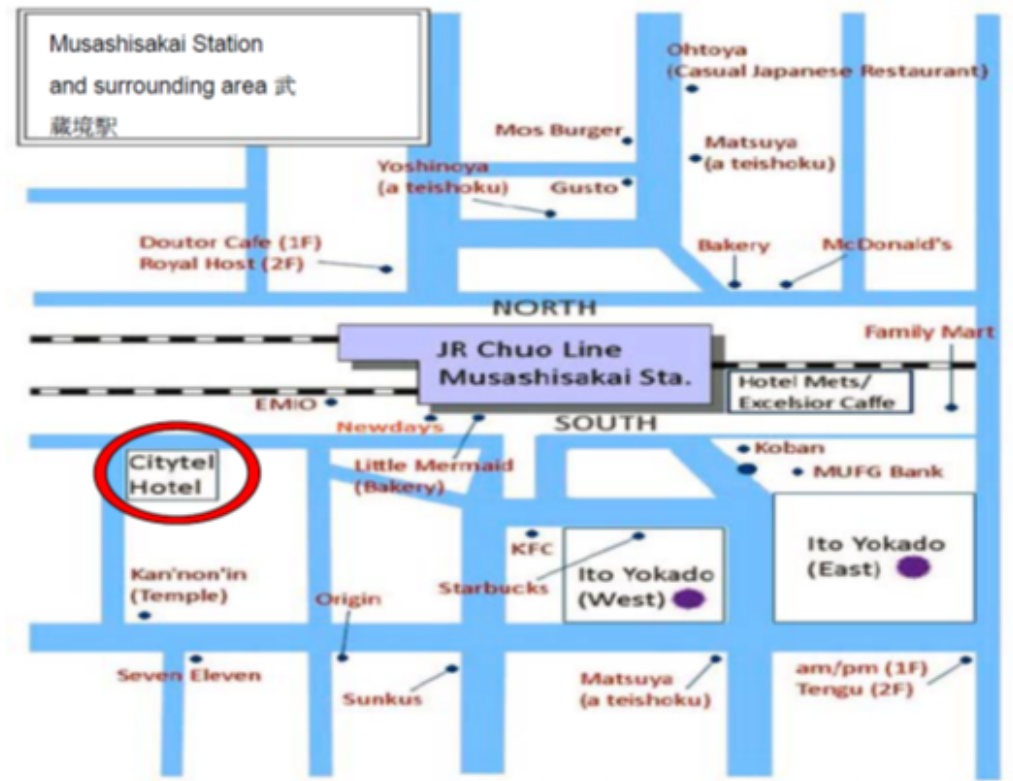 Musashisakai Station
and surrounding area 武
蔵境駅
Ohtoya
(Casual Japanese Restaurant)
Mos Burger
Matsuya
(a teishoku)
Yoshinoya
(a teishoku)
Gusto
Doutor Cafe (1F)
Royal Host (2F)
Bakery
McDonald's
NORTH
Family Mart
JR Chuo Line
Musashisakai Sta.
Hotel Mets/
Excelsior Caffe
EMIO
Newdays
SOUTH
Citytel
Hotel
Little Mermaid
(Bakery)
Koban
MUFG Bank
KFC
Starbucks
Ito Yokado
(West)
Ito Yokado
(East)
Kan'non'in
(Temple)
Origin
Seven Eleven
Sunkus
Matsuya
(a teishoku)
am/pm (1F)
Tengu (2F)